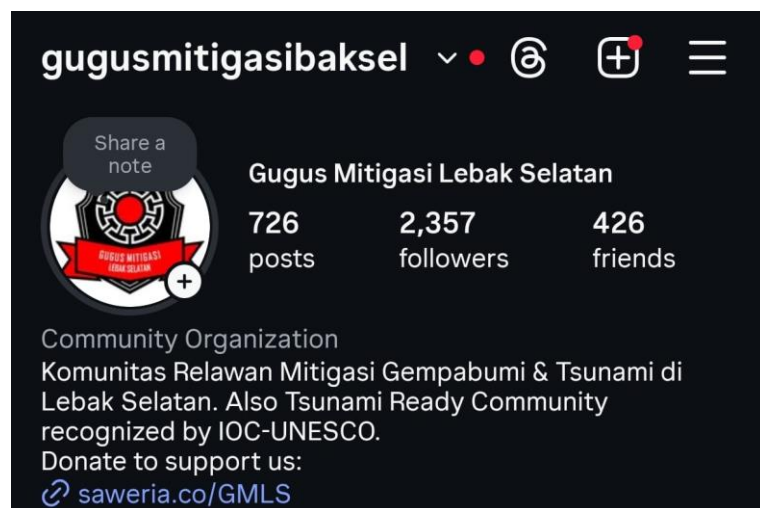 gugusmitigasibaksel
Share a
note
Gugus Mitigasi Lebak Selatan
726
2,357
426
posts
followers
friends
GUGUS MITIGASI
LEBAK SELATAN
Community Organization
Komunitas Relawan Mitigasi Gempabumi & Tsunami di
Lebak Selatan. Also Tsunami Ready Community
recognized by IOC-UNESCO.
Donate to support us:
saweria.co/GMLS